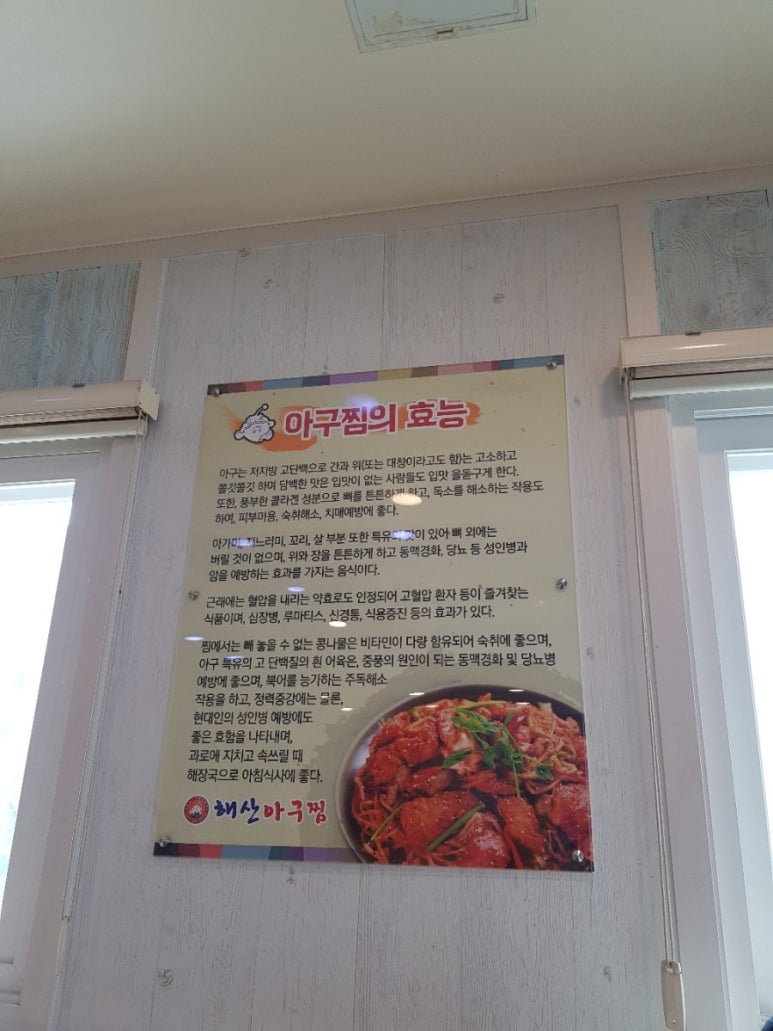 아구찜의 효능
아구는 저지방 고단백으로 간과 위(또는 대창이라고도 함)는 고소하고
쫄깃쫄깃 하며 담백한 맛은 입맛이 없는 사람들도 입맛 을돋구게 한다.
또한, 풍부한 콜라겐 성분으로 뼈를 튼튼하게 하고, 독소를 해소하는 작용도
하여, 피부미용, 숙취해소, 치매예방에 좋다.
아가미, 지느러미, 꼬리, 살 부분 또한 특유의 맛이 있어 뼈 외에는
버릴 것이 없으며, 위와 장을 튼튼하게 하고 동맥경화, 당뇨 등 성인병과
암을 예방하는 효과를 가지는 음식이다.
근래에는 혈압을 내리는 약효로도 인정되어 고혈압 환자 등이 즐겨찾는
식품이며, 심장병, 루마티스, 신경통, 식용증진 등의 효과가 있다.
찜에서는 빼 놓을 수 없는 콩나물은 비타민이 다량 함유되어 숙취에 좋으며,
아구 특유의 고 단백질의 흰 어육은, 중풍의 원인이 되는 동맥경화 및 당뇨병
예방에 좋으며, 북어를 능가하는 주독해소
작용을 하고, 정력증강에는 물론,
현대인의 성인병 예방에도
좋은 효험을 나타내며,
과로에 지치고 속쓰릴 때
해장국으로 아침식사에 좋다.
해산아구찜